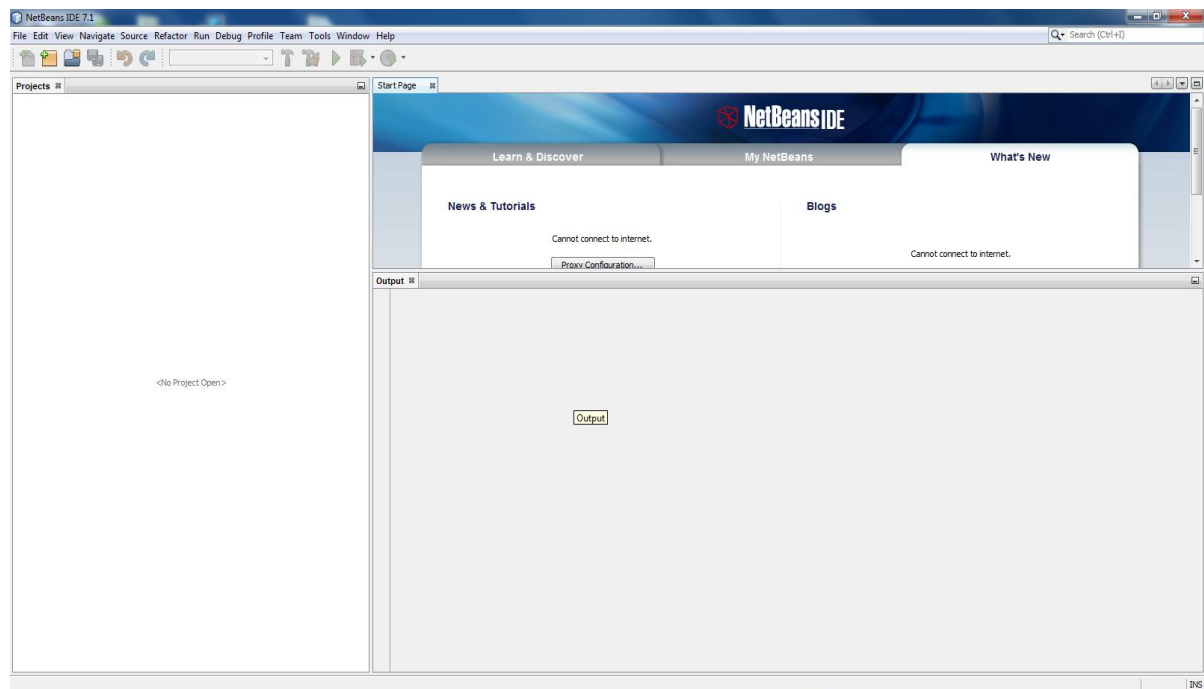 NetBeans IDE 7.1
File Edit View Navigate Source Refactor Run Debug Profile Team Tools Window Help
Search (Ctrl+I)
Projects
Start Page
NetBeans IDE
Learn & Discover
My NetBeans
What's New
News & Tutorials
Blogs
Cannot connect to internet.
Cannot connect to internet.
Proxy Configuration...
Output
<No Project Open>
Output
INS